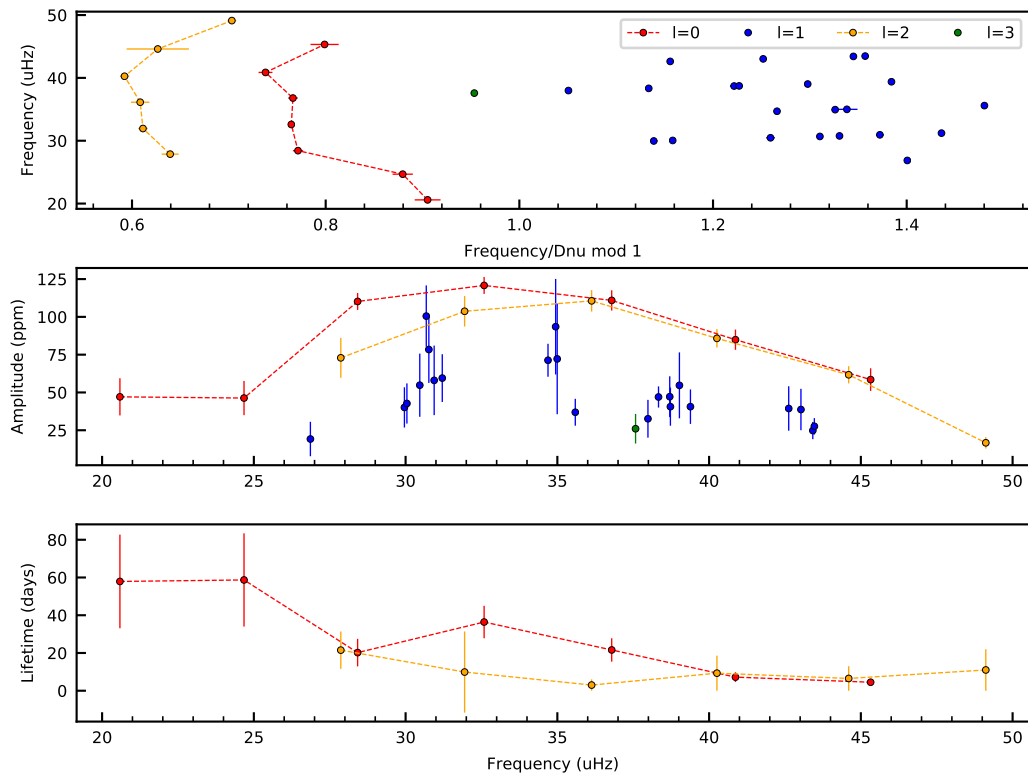 50
40
30
20
Frequency (uHz)
l=0 l=1 l=2 l=3
0.6 0.8 1.0 1.2 1.4
Frequency/Dnu mod 1
125
100
75
50
25
Amplitude (ppm)
20 25 30 35 40 45 50
80
60
40
20
0
Lifetime (days)
20 25 30 35 40 45 50
Frequency (uHz)